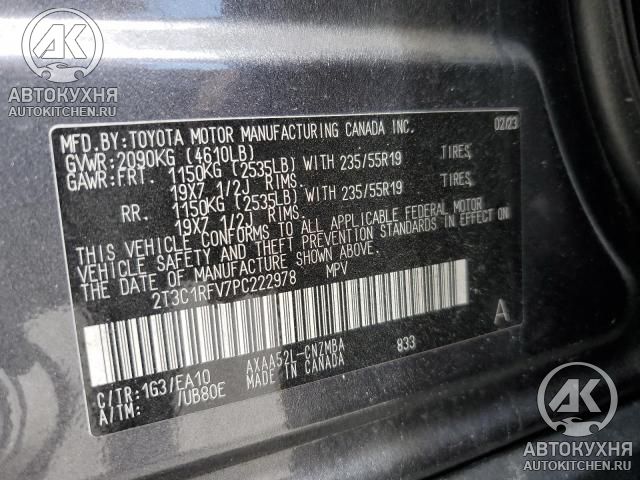 AK
АВТОКУХНЯ
AUTOKITCHEN.RU
MFD.BY:TOYOTA MOTOR MANUFACTURING CANADA INC. 02/23
GVWR:2090KG (4610LB)
GAWR:FRT. 1150KG (2535LB) WITH 235/55R19 TIRES,
19X7 1/2J RIMS.
RR. 1150KG (2535LB) WITH 235/55R19 TIRES,
19X7 1/2J RIMS.
THIS VEHICLE CONFORMS TO ALL APPLICABLE FEDERAL MOTOR
VEHICLE SAFETY AND THEFT PREVENTION STANDARDS IN EFFECT ON
THE DATE OF MANUFACTURE SHOWN ABOVE.
2T3C1RFV7PC222978 MPV
A
C/TR:1G3/EA10 AXAA52L-CNZMBA 833
A/TM: /UB80E MADE IN CANADA
AK
АВТОКУХНЯ
AUTOKITCHEN.RU